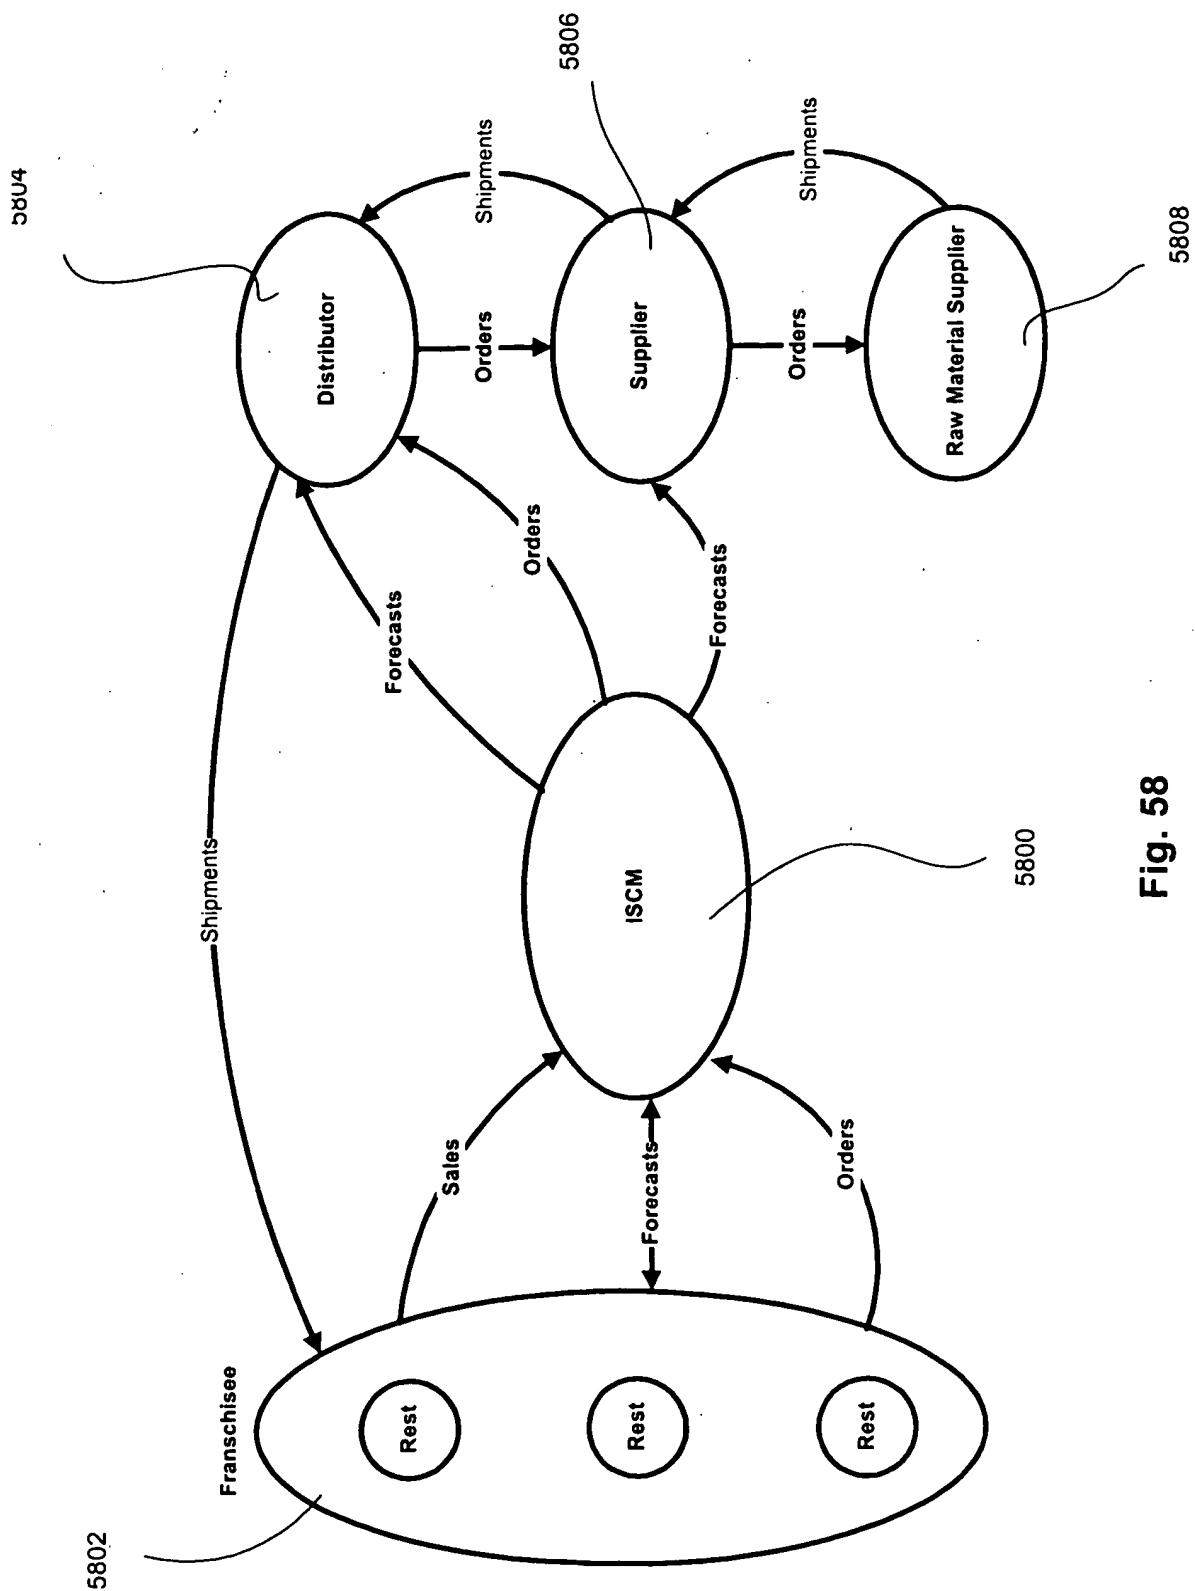 5802
Franschisee
Rest
Rest
Rest
Shipments
Sales
Forecasts
Orders
ISCM
5800
Forecasts
Orders
Forecasts
5804
Distributor
Shipments
Orders
5806
Supplier
Shipments
Orders
Raw Material Supplier
5808
Fig. 58